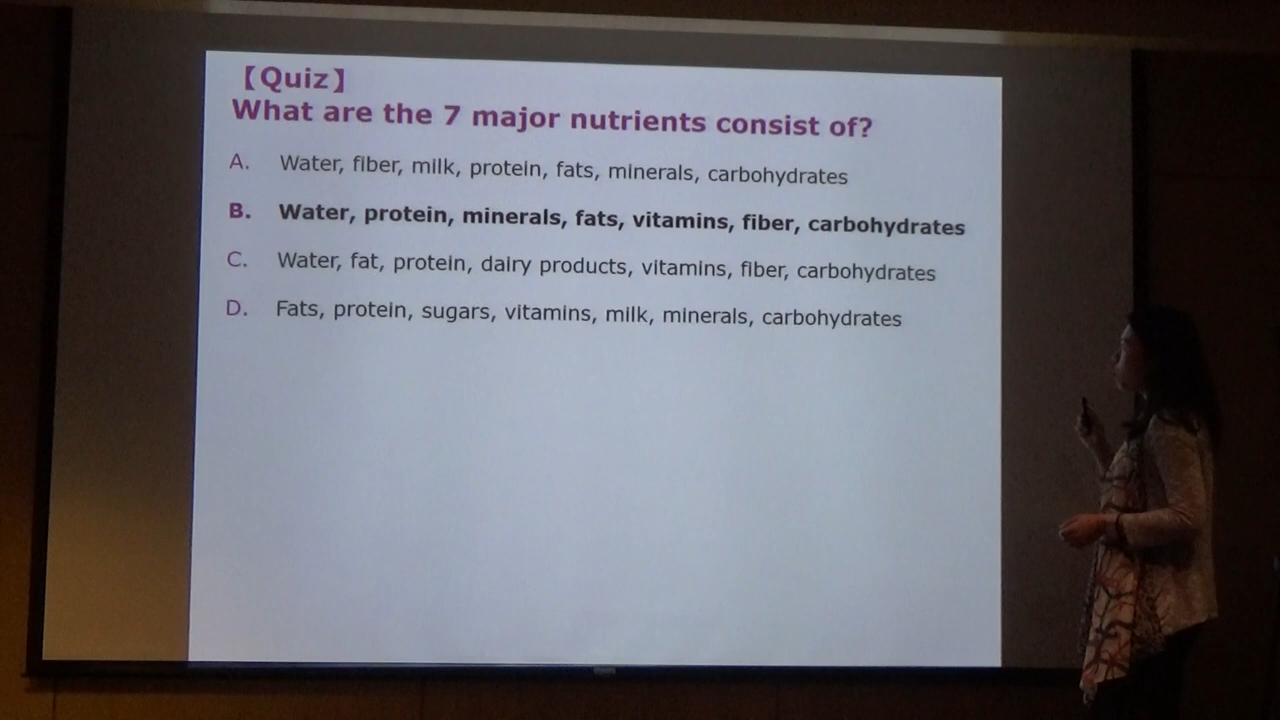 【Quiz】
What are the 7 major nutrients consist of?
A. Water, fiber, milk, protein, fats, minerals, carbohydrates
B. Water, protein, minerals, fats, vitamins, fiber, carbohydrates
C. Water, fat, protein, dairy products, vitamins, fiber, carbohydrates
D. Fats, protein, sugars, vitamins, milk, minerals, carbohydrates